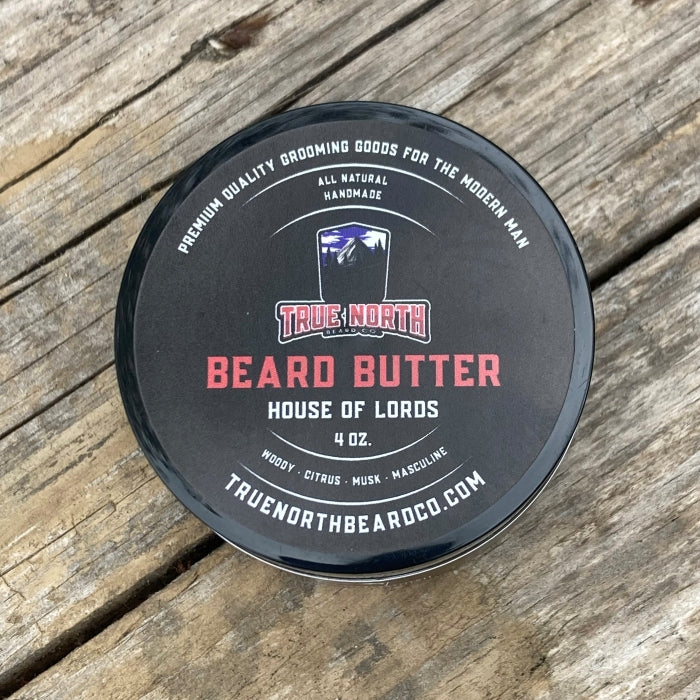 PREMIUM QUALITY GROOMING GOODS FOR THE MODERN MAN
ALL NATURAL
HANDMADE
TRUE NORTH
BEARD CO.
BEARD BUTTER
HOUSE OF LORDS
4 OZ.
WOODY · CITRUS · MUSK · MASCULINE
TRUENORTHBEARDCO.COM